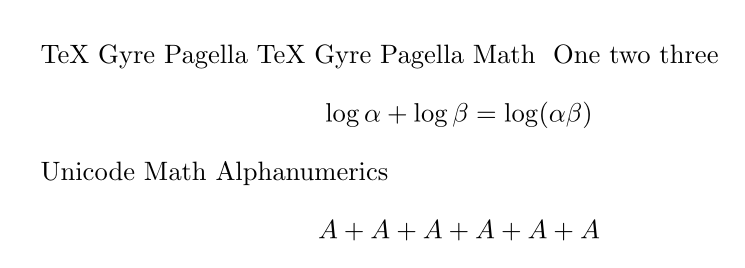 TeX Gyre Pagella TeX Gyre Pagella Math One two three
log α + log β = log(αβ)
Unicode Math Alphanumerics
A + A + A + A + A + A